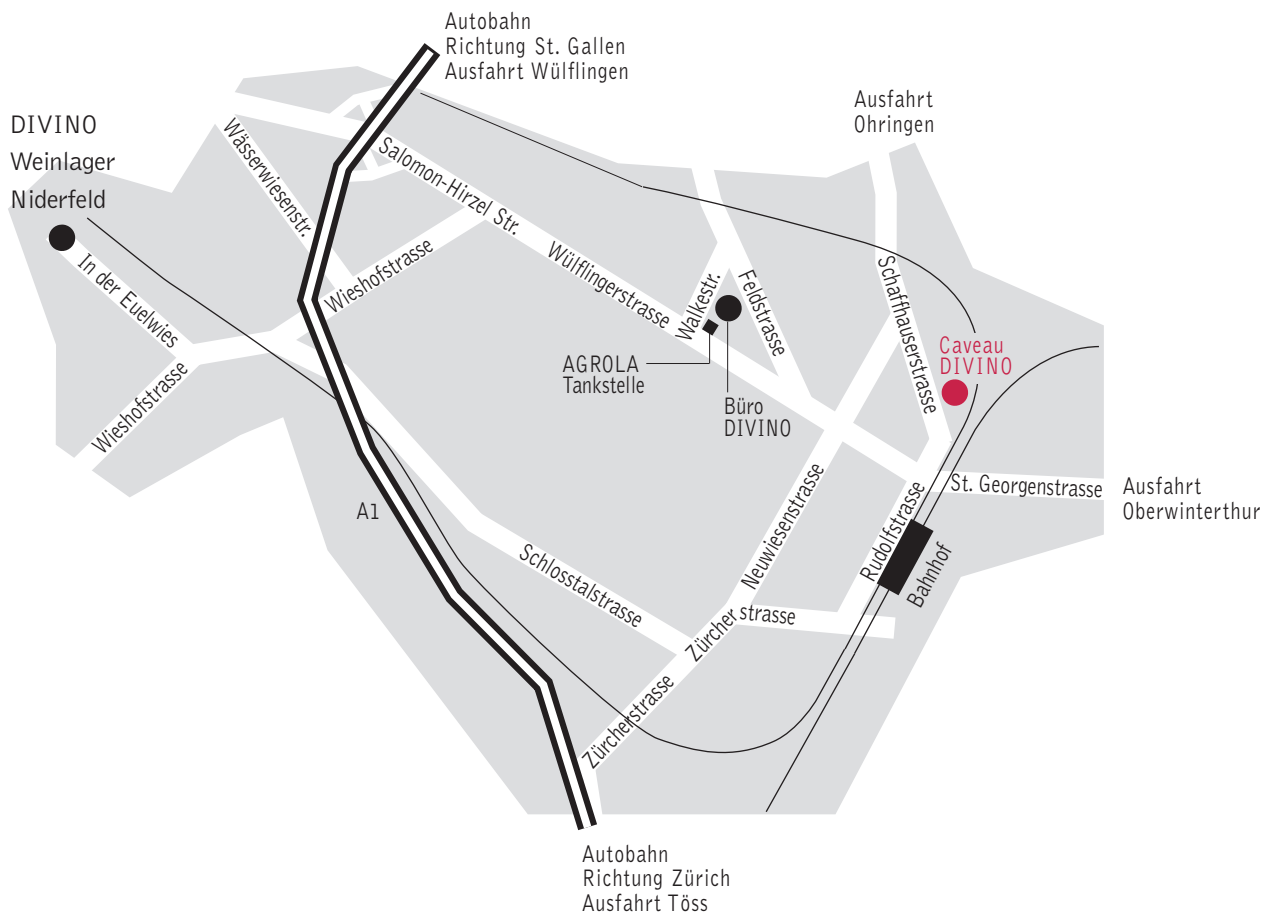 Autobahn
Richtung St. Gallen
Ausfahrt Wülflingen
Ausfahrt
Ohringen
DIVINO
Weinlager
Niderfeld
Wässerwiesenstr.
Salomon-Hirzel Str.
Wieshofstrasse
Wülflingerstrasse
In der Euelwies
Wieshofstrasse
Walkestr.
Feldstrasse
Schaffhauserstrasse
Caveau
DIVINO
AGROLA
Tankstelle
Büro
DIVINO
A1
Neuwiesenstrasse
St. Georgenstrasse
Ausfahrt
Oberwinterthur
Rudolfstrasse
Bahnhof
Schlosstalstrasse
Zürcherstrasse
Zürcherstrasse
Autobahn
Richtung Zürich
Ausfahrt Töss